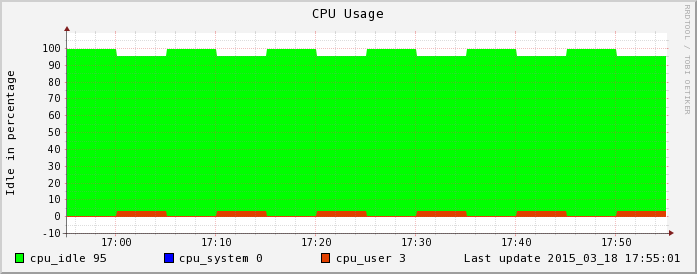 CPU Usage
RRDTOOL / TOBI OETIKER
Idle in percentage
100
90
80
70
60
50
40
30
20
10
0
-10
17:00 17:10 17:20 17:30 17:40 17:50
cpu_idle 95 cpu_system 0 cpu_user 3 Last update 2015_03_18 17:55:01